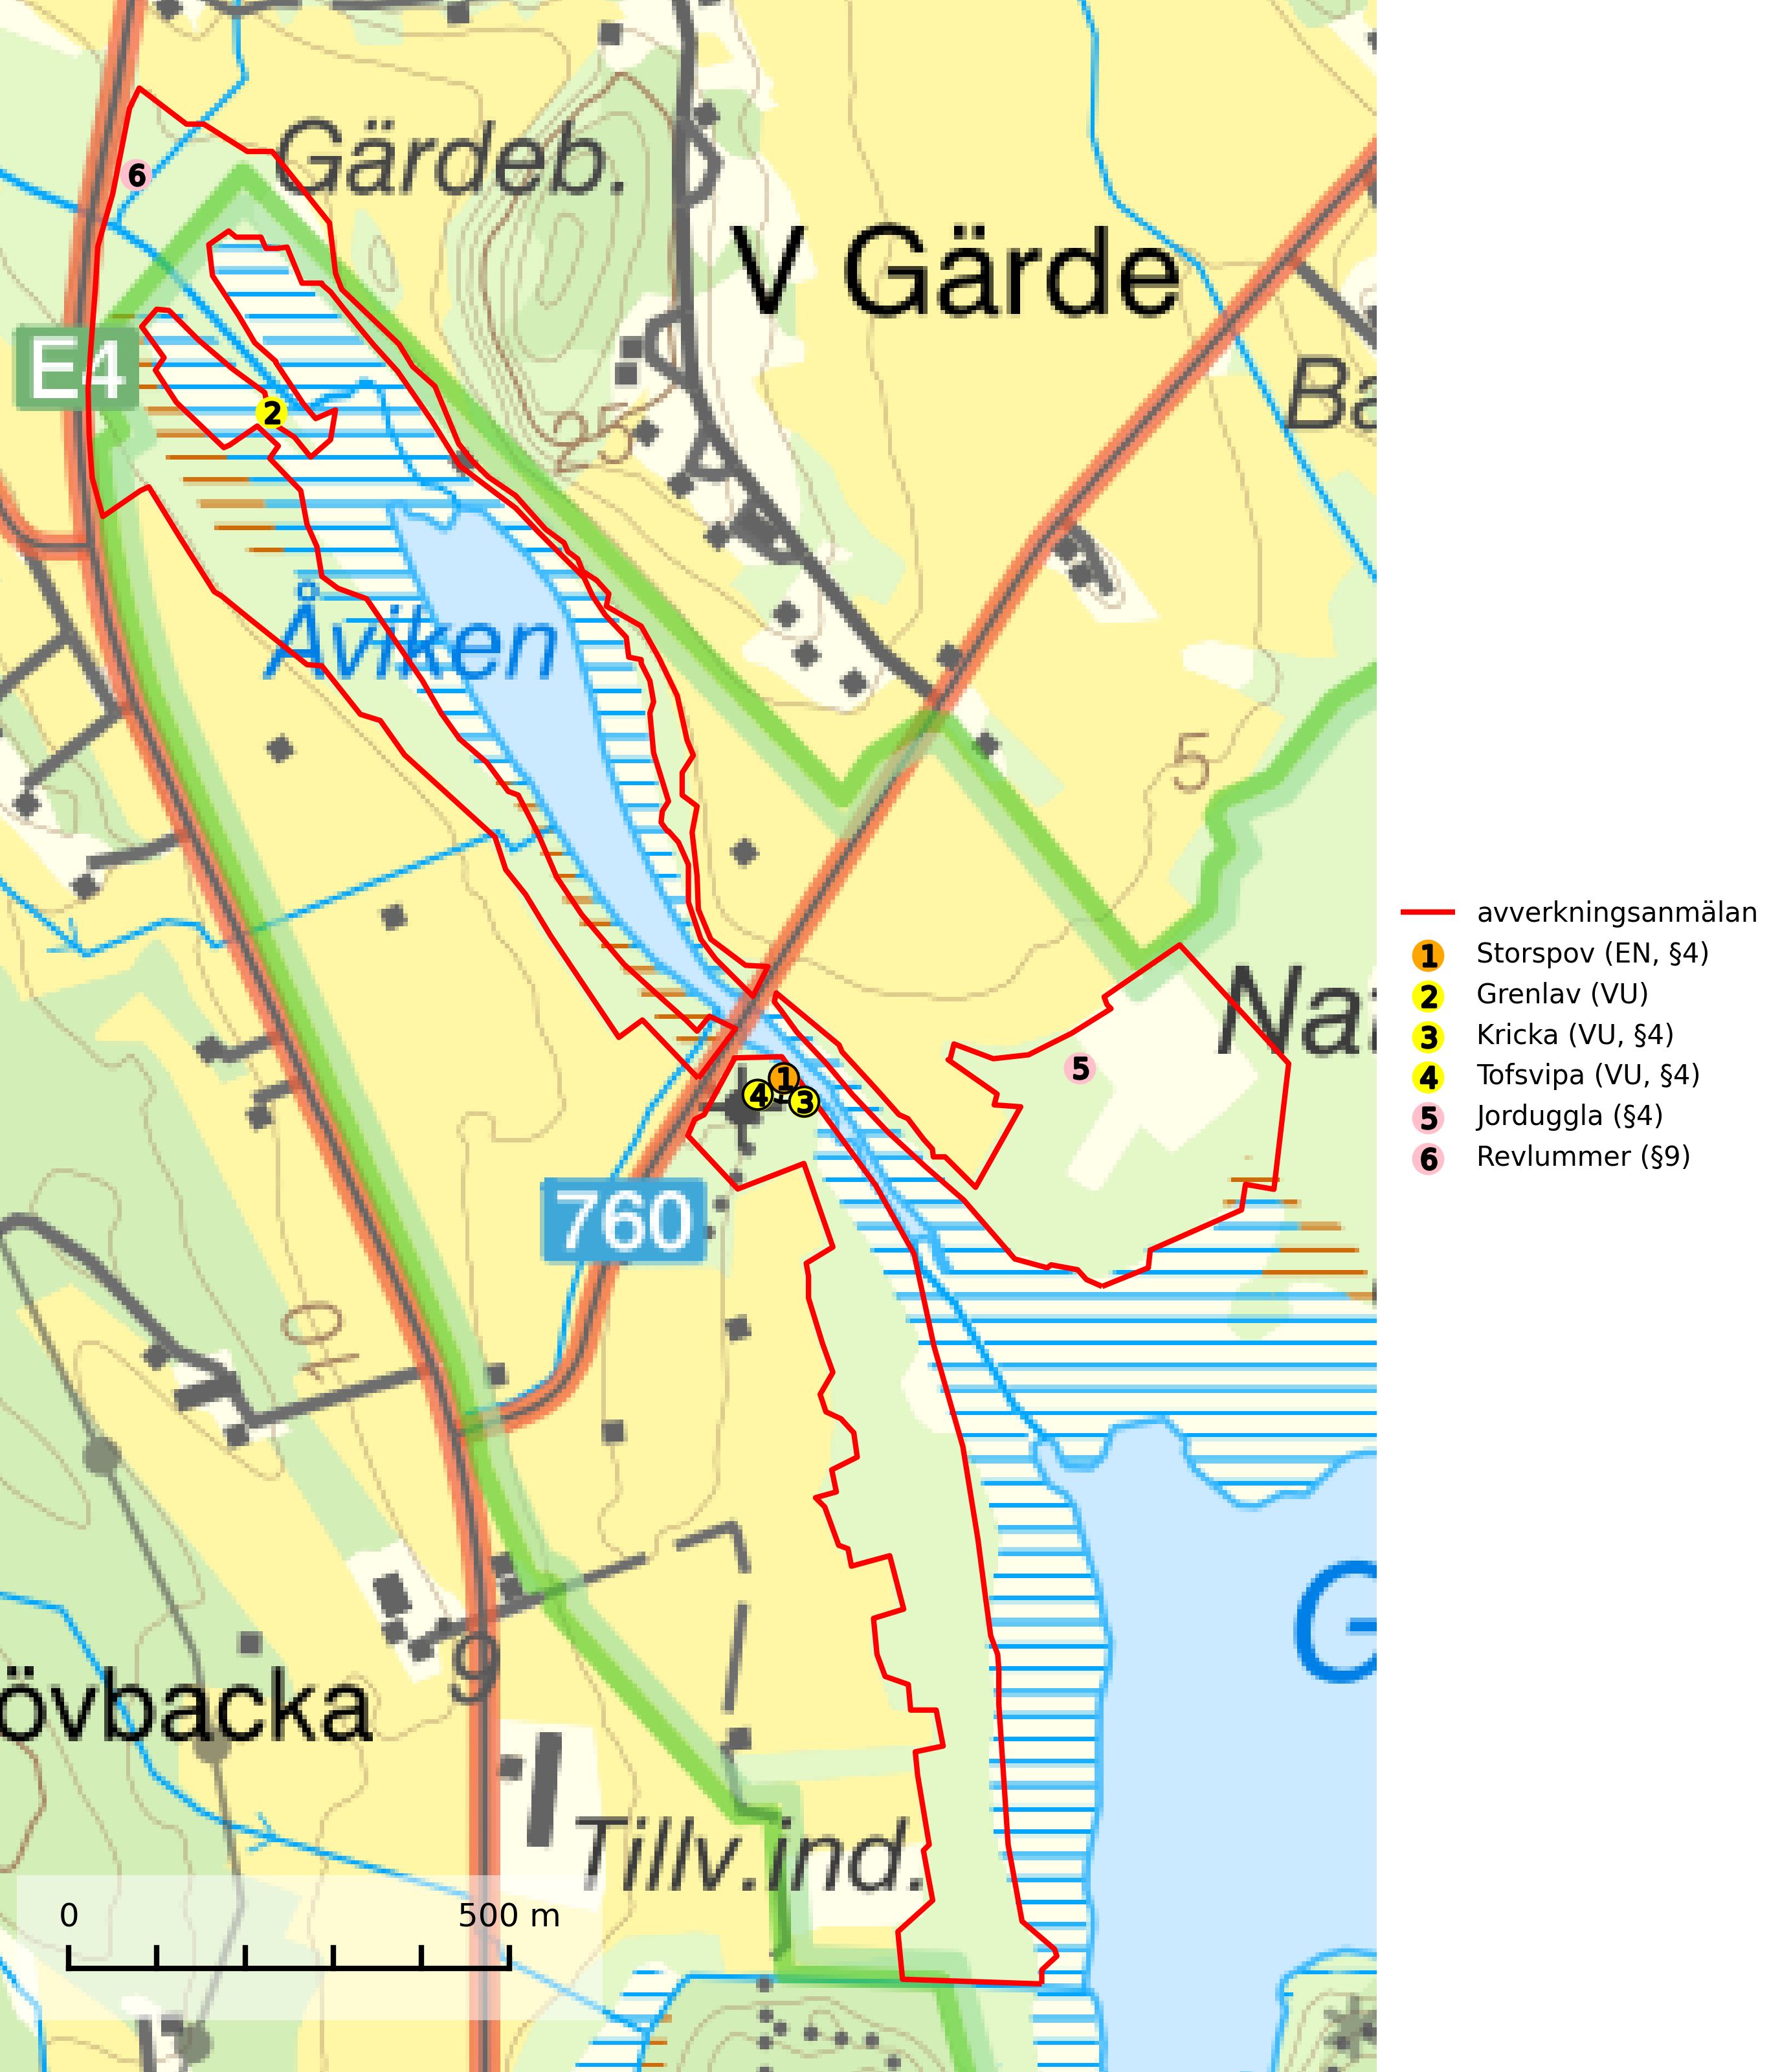 Gärdeb.
6
V Gärde
E4
Ba
2
25
Åviken
5
Nat
5
1
4
3
760
10
G
9
övbacka
Tillv.ind.
0
500 m
avverkningsanmälan
1 Storspov (EN, §4)
2 Grenlav (VU)
3 Kricka (VU, §4)
4 Tofsvipa (VU, §4)
5 Jorduggla (§4)
6 Revlummer (§9)